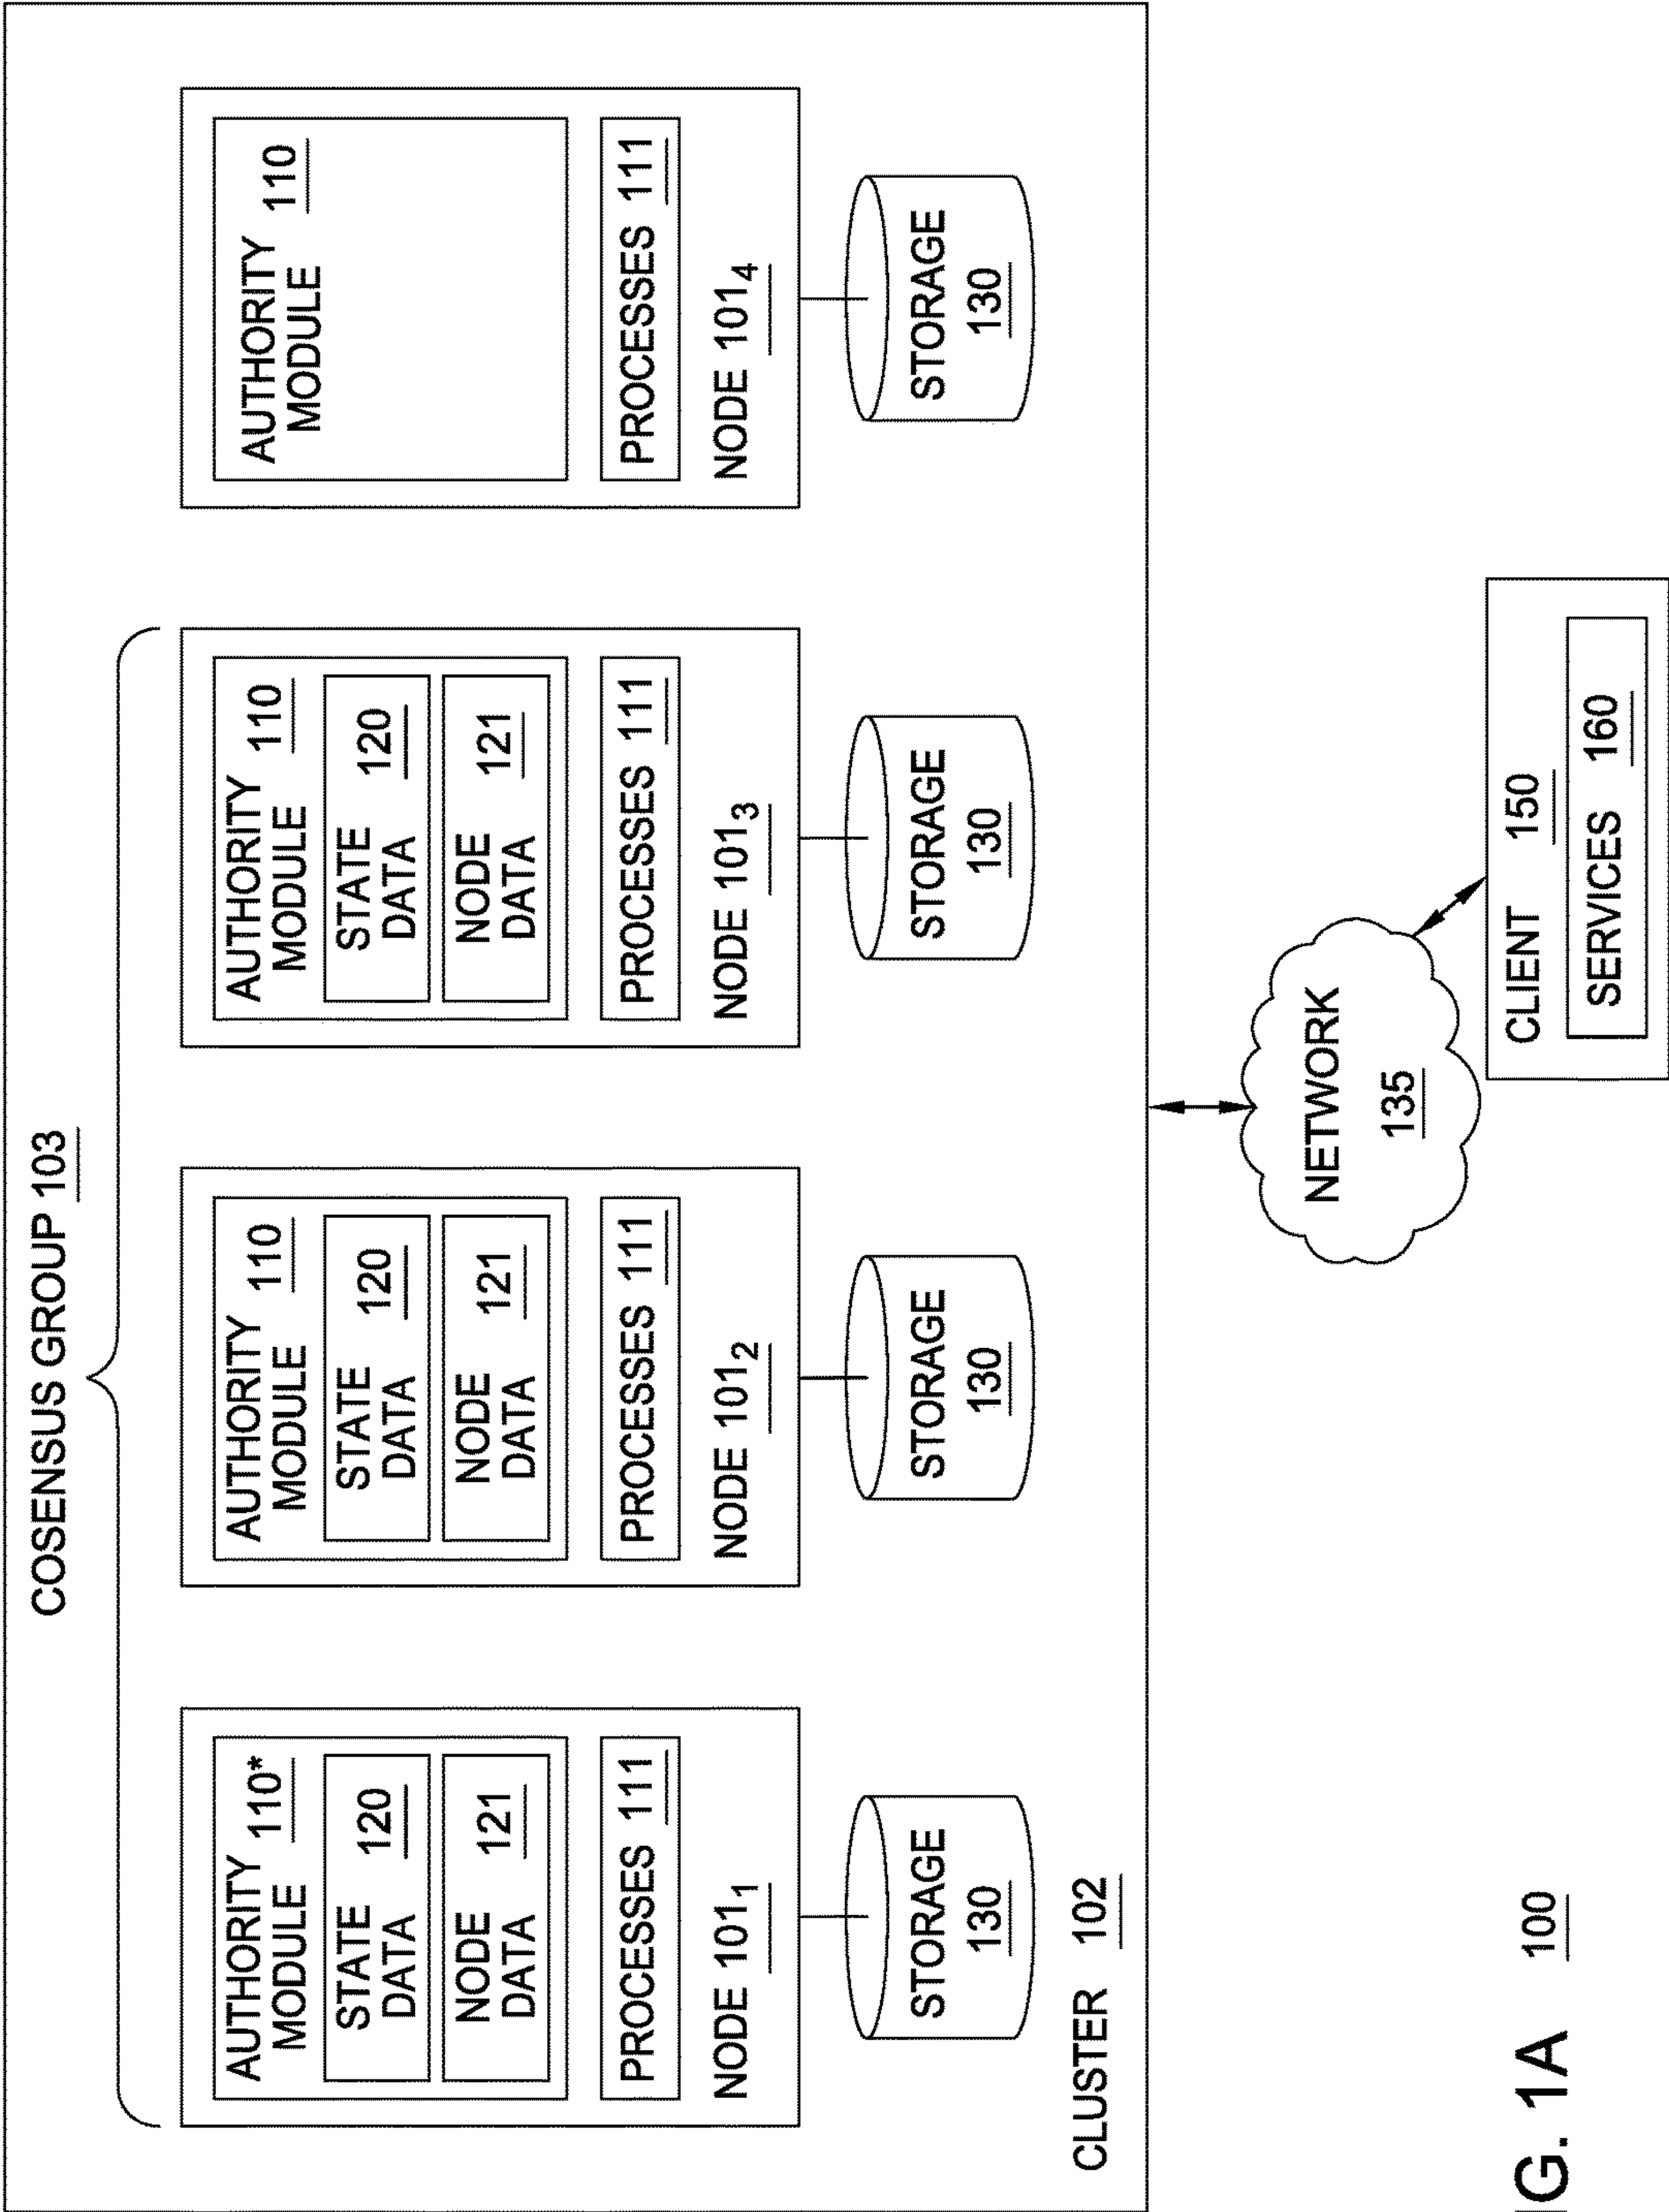 COSENSUS GROUP 103
AUTHORITY
MODULE 110*
STATE
DATA 120
NODE
DATA 121
PROCESSES 111
NODE 101₁
STORAGE
130
AUTHORITY
MODULE 110
STATE
DATA 120
NODE
DATA 121
PROCESSES 111
NODE 101₂
STORAGE
130
AUTHORITY
MODULE 110
STATE
DATA 120
NODE
DATA 121
PROCESSES 111
NODE 101₃
STORAGE
130
AUTHORITY
MODULE 110
PROCESSES 111
NODE 101₄
STORAGE
130
CLUSTER 102
NETWORK
135
CLIENT 150
SERVICES 160
G. 1A 100